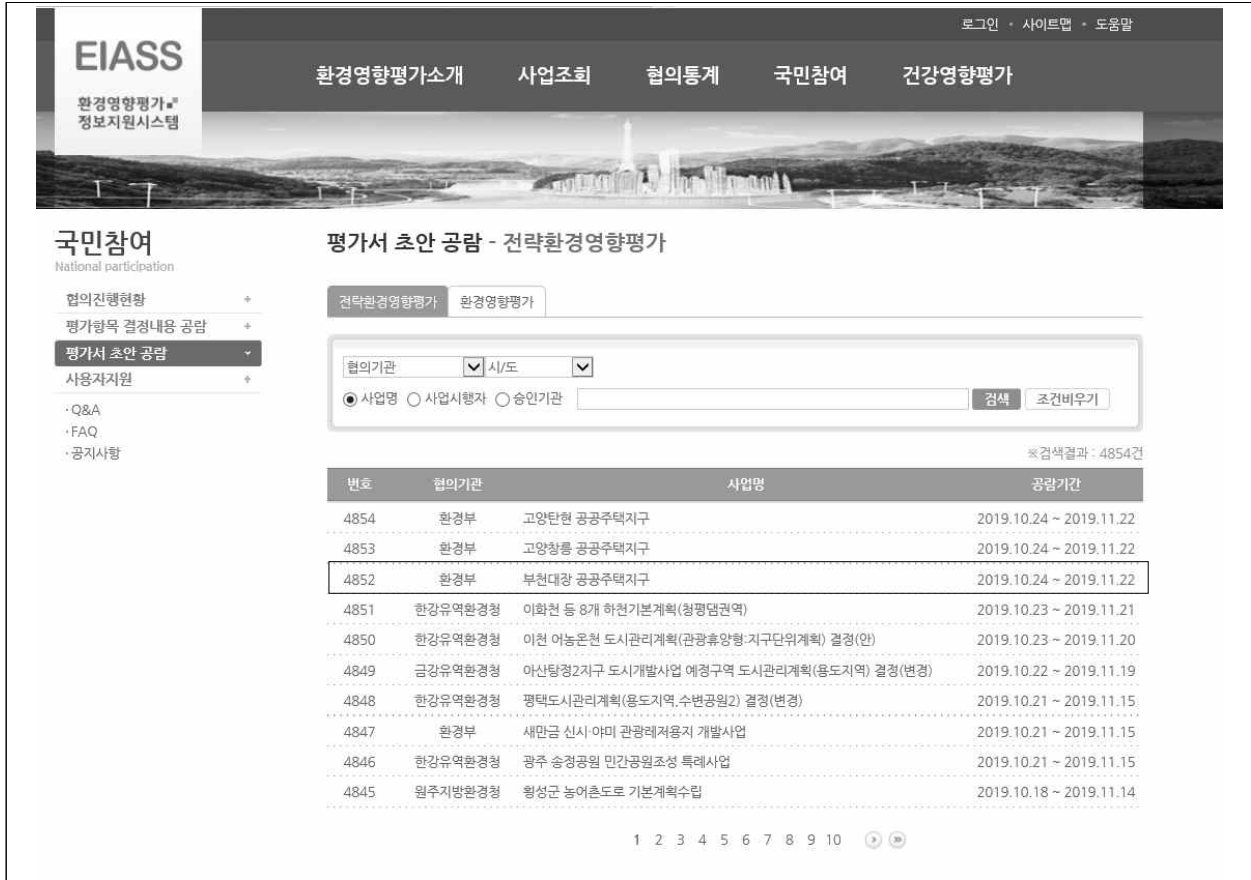 로그인 • 사이트맵 • 도움말
EIASS
환경영향평가
정보지원시스템
환경영향평가소개 사업조회 협의통계 국민참여 건강영향평가
국민참여
National participation
협의진행현황 +
평가항목 결정내용 공람 +
평가서 초안 공람
사용자지원 +
·Q&A
·FAQ
·공지사항
평가서 초안 공람 - 전략환경영향평가
전략환경영향평가 환경영향평가
협의기관 시/도
사업명 사업시행자 승인기관 검색 조건비우기
※검색결과 : 4854건
번호 협의기관 사업명 공람기간
4854 환경부 고양탄현 공공주택지구 2019.10.24 ~ 2019.11.22
4853 환경부 고양창릉 공공주택지구 2019.10.24 ~ 2019.11.22
4852 환경부 부천대장 공공주택지구 2019.10.24 ~ 2019.11.22
4851 한강유역환경청 이화천 등 8개 하천기본계획(청평댐권역) 2019.10.23 ~ 2019.11.21
4850 한강유역환경청 이천 어농온천 도시관리계획(관광휴양형:지구단위계획) 결정(안) 2019.10.23 ~ 2019.11.20
4849 금강유역환경청 아산탕정2지구 도시개발사업 예정구역 도시관리계획(용도지역) 결정(변경) 2019.10.22 ~ 2019.11.19
4848 한강유역환경청 평택도시관리계획(용도지역,수변공원2) 결정(변경) 2019.10.21 ~ 2019.11.15
4847 환경부 새만금 신시·야미 관광레저용지 개발사업 2019.10.21 ~ 2019.11.15
4846 한강유역환경청 광주 송정공원 민간공원조성 특례사업 2019.10.21 ~ 2019.11.15
4845 원주지방환경청 횡성군 농어촌도로 기본계획수립 2019.10.18 ~ 2019.11.14
1 2 3 4 5 6 7 8 9 10